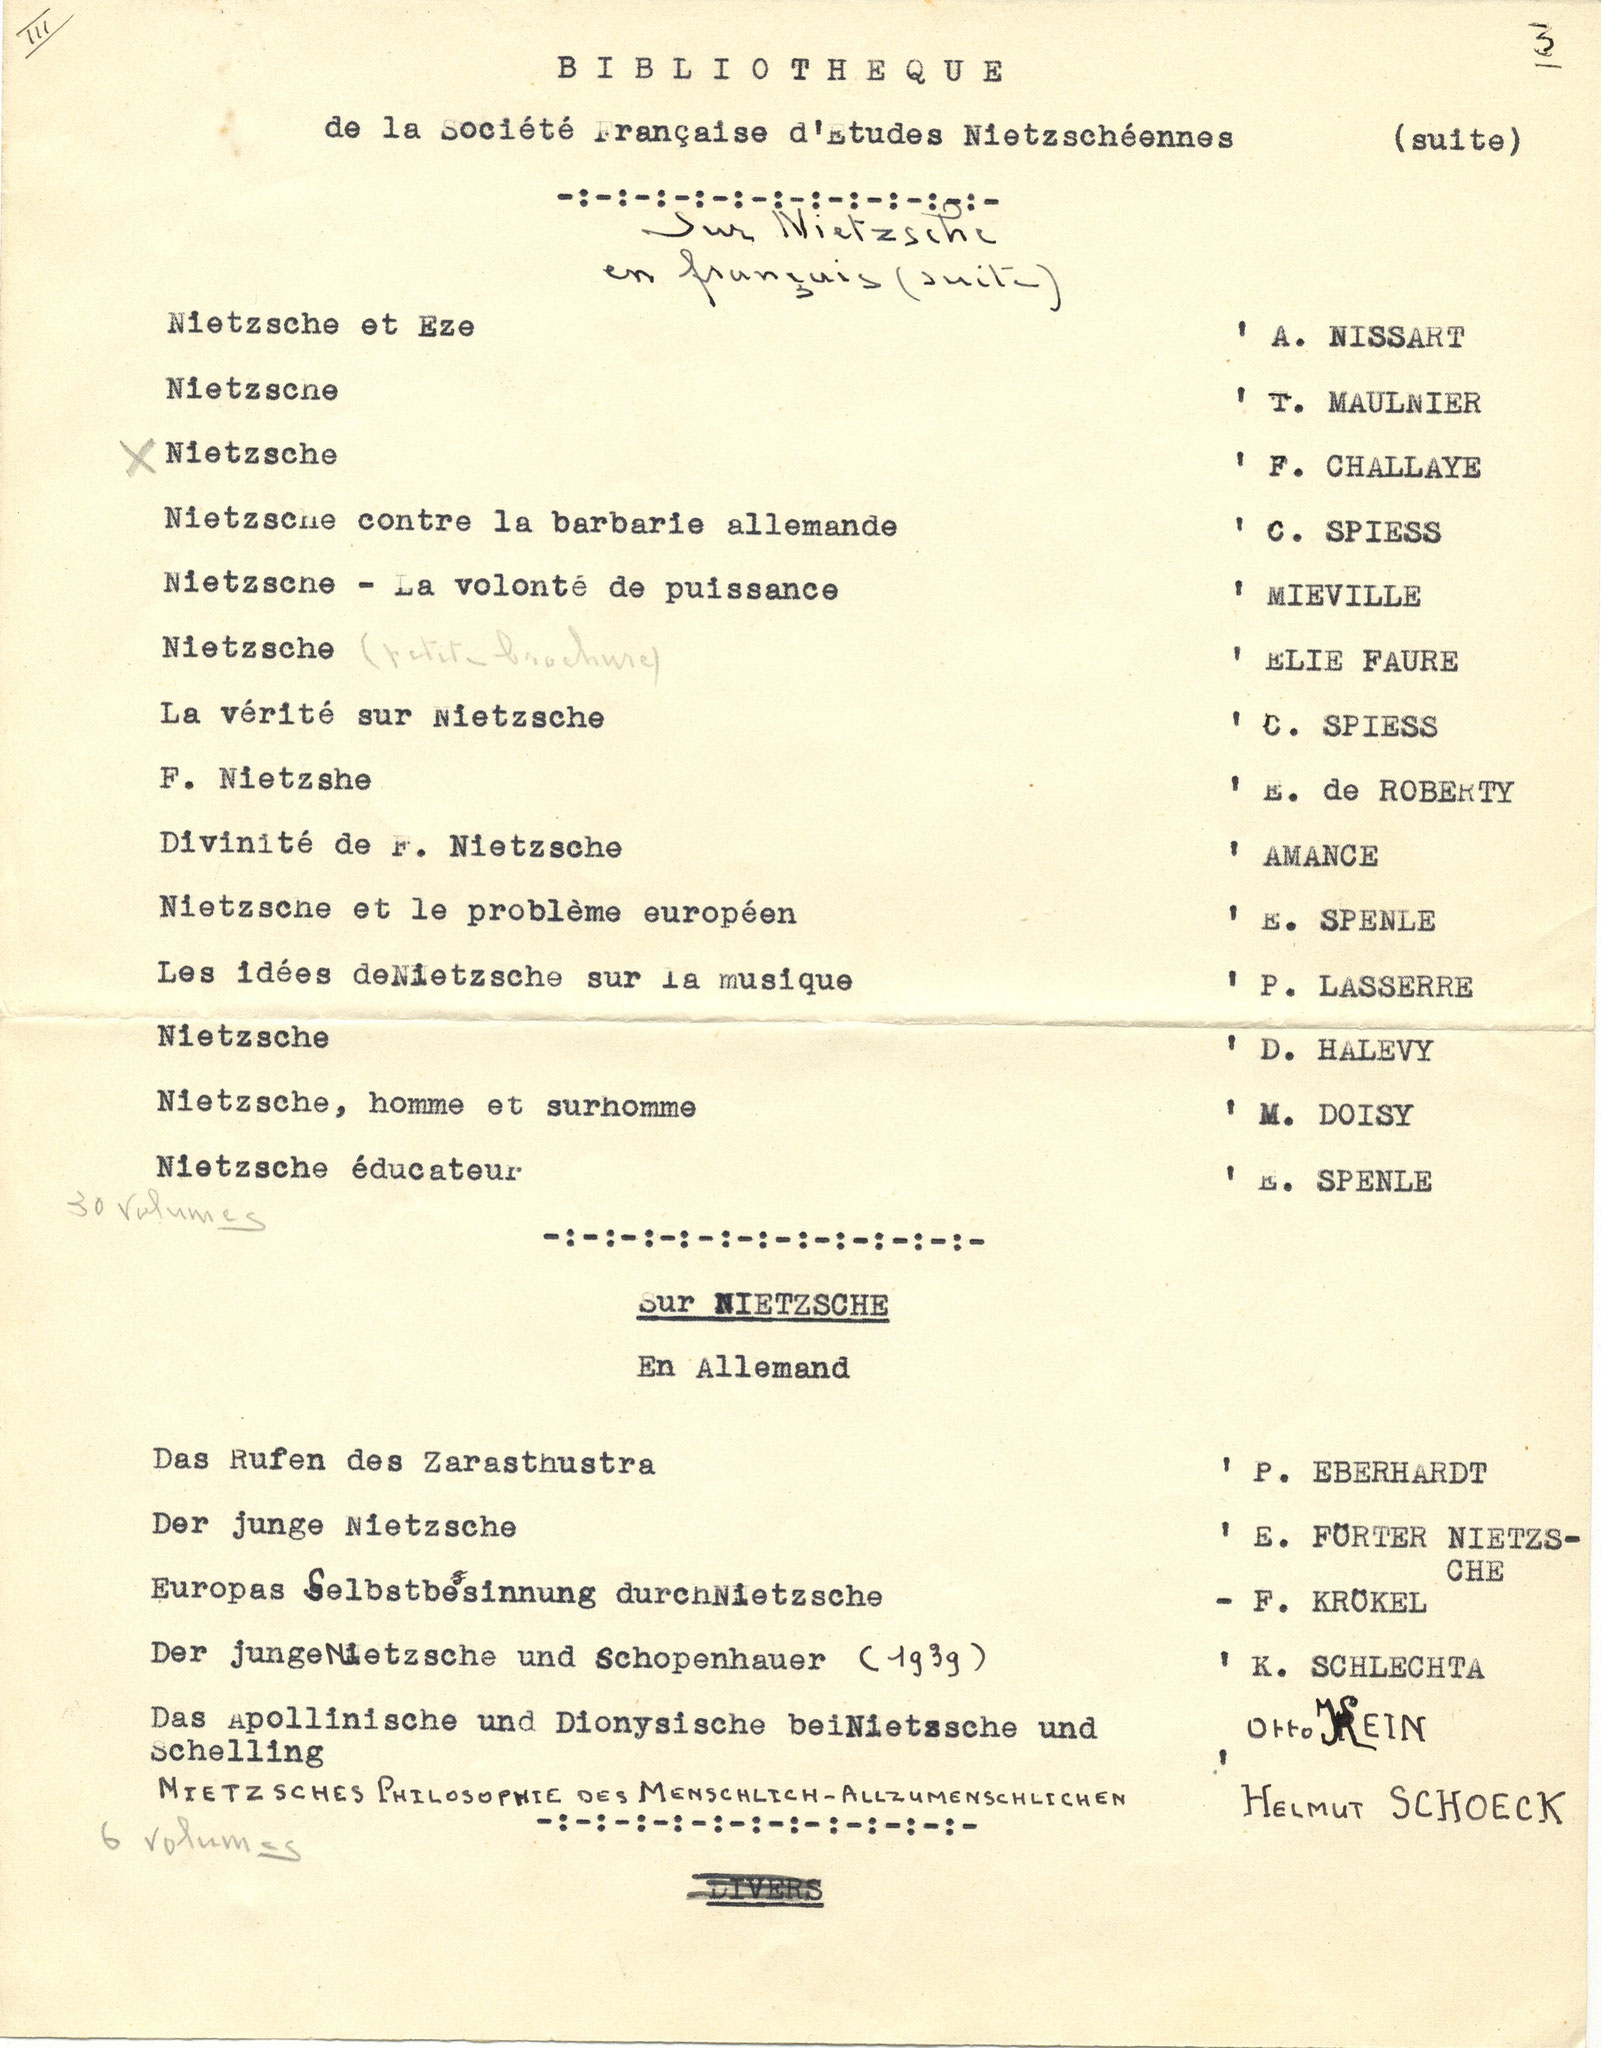 III
3
BIBLIOTHEQUE
de la Société Française d'Etudes Nietzschéennes (suite)
-:-:-:-:-:-:-:-:-:-:-:-
Sur Nietzsche
en français (suite)
Nietzsche et Eze ' A. NISSART
Nietzsche ' T. MAULNIER
X Nietzsche ' F. CHALLAYE
Nietzsche contre la barbarie allemande ' C. SPIESS
Nietzsche - La volonté de puissance ' MIEVILLE
Nietzsche (petite brochure) ' ELIE FAURE
La vérité sur Nietzsche ' C. SPIESS
F. Nietzshe ' E. de ROBERTY
Divinité de F. Nietzsche ' AMANCE
Nietzsche et le problème européen ' E. SPENLE
Les idées deNietzsche sur la musique ' P. LASSERRE
Nietzsche ' D. HALEVY
Nietzsche, homme et surhomme ' M. DOISY
Nietzsche éducateur ' E. SPENLE
30 volumes
-:-:-:-:-:-:-:-:-:-:-:-
Sur NIETZSCHE
En Allemand
Das Rufen des Zarasthustra ' P. EBERHARDT
Der junge Nietzsche ' E. FÖRTER NIETZS-
CHE
Europas Selbstbesinnung durchNietzsche - F. KRÖKEL
Der jungeNietzsche und Schopenhauer (1939) ' K. SCHLECHTA
Das Apollinische und Dionysische beiNietssche und Otto KEIN
Schelling '
NIETZSCHES PHILOSOPHIE DES MENSCHLICH-ALLZUMENSCHLICHEN HELMUT SCHOECK
-:-:-:-:-:-:-:-:-:-:-:-
6 volumes
DIVERS